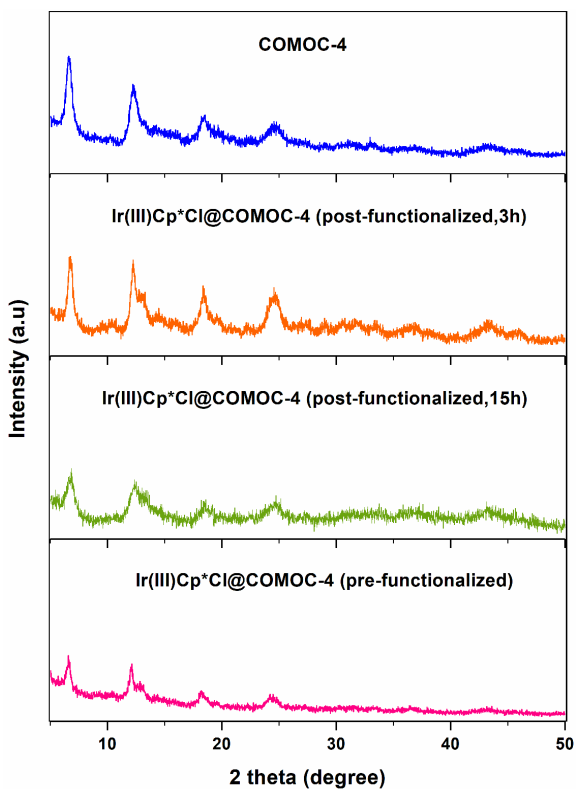 COMOC-4
Ir(III)Cp*Cl@COMOC-4 (post-functionalized,3h)
Ir(III)Cp*Cl@COMOC-4 (post-functionalized,15h)
Ir(III)Cp*Cl@COMOC-4 (pre-functionalized)
Intensity (a.u)
10 20 30 40 50
2 theta (degree)